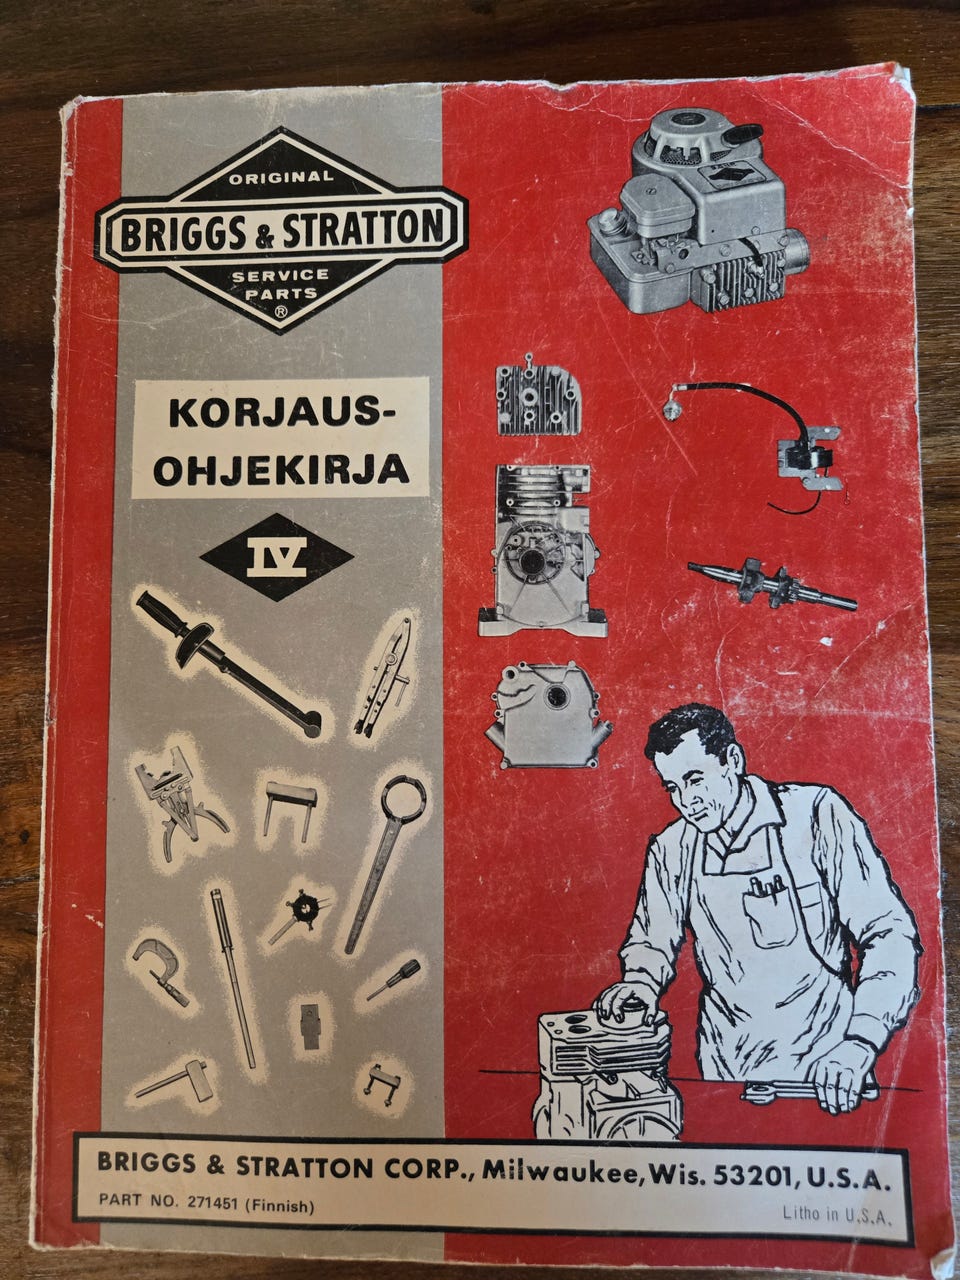 ORIGINAL
BRIGGS & STRATTON
SERVICE
PARTS
®
KORJAUS-
OHJEKIRJA
IV
BRIGGS & STRATTON CORP., Milwaukee, Wis. 53201, U.S.A.
PART NO. 271451 (Finnish)
Litho in U.S.A.